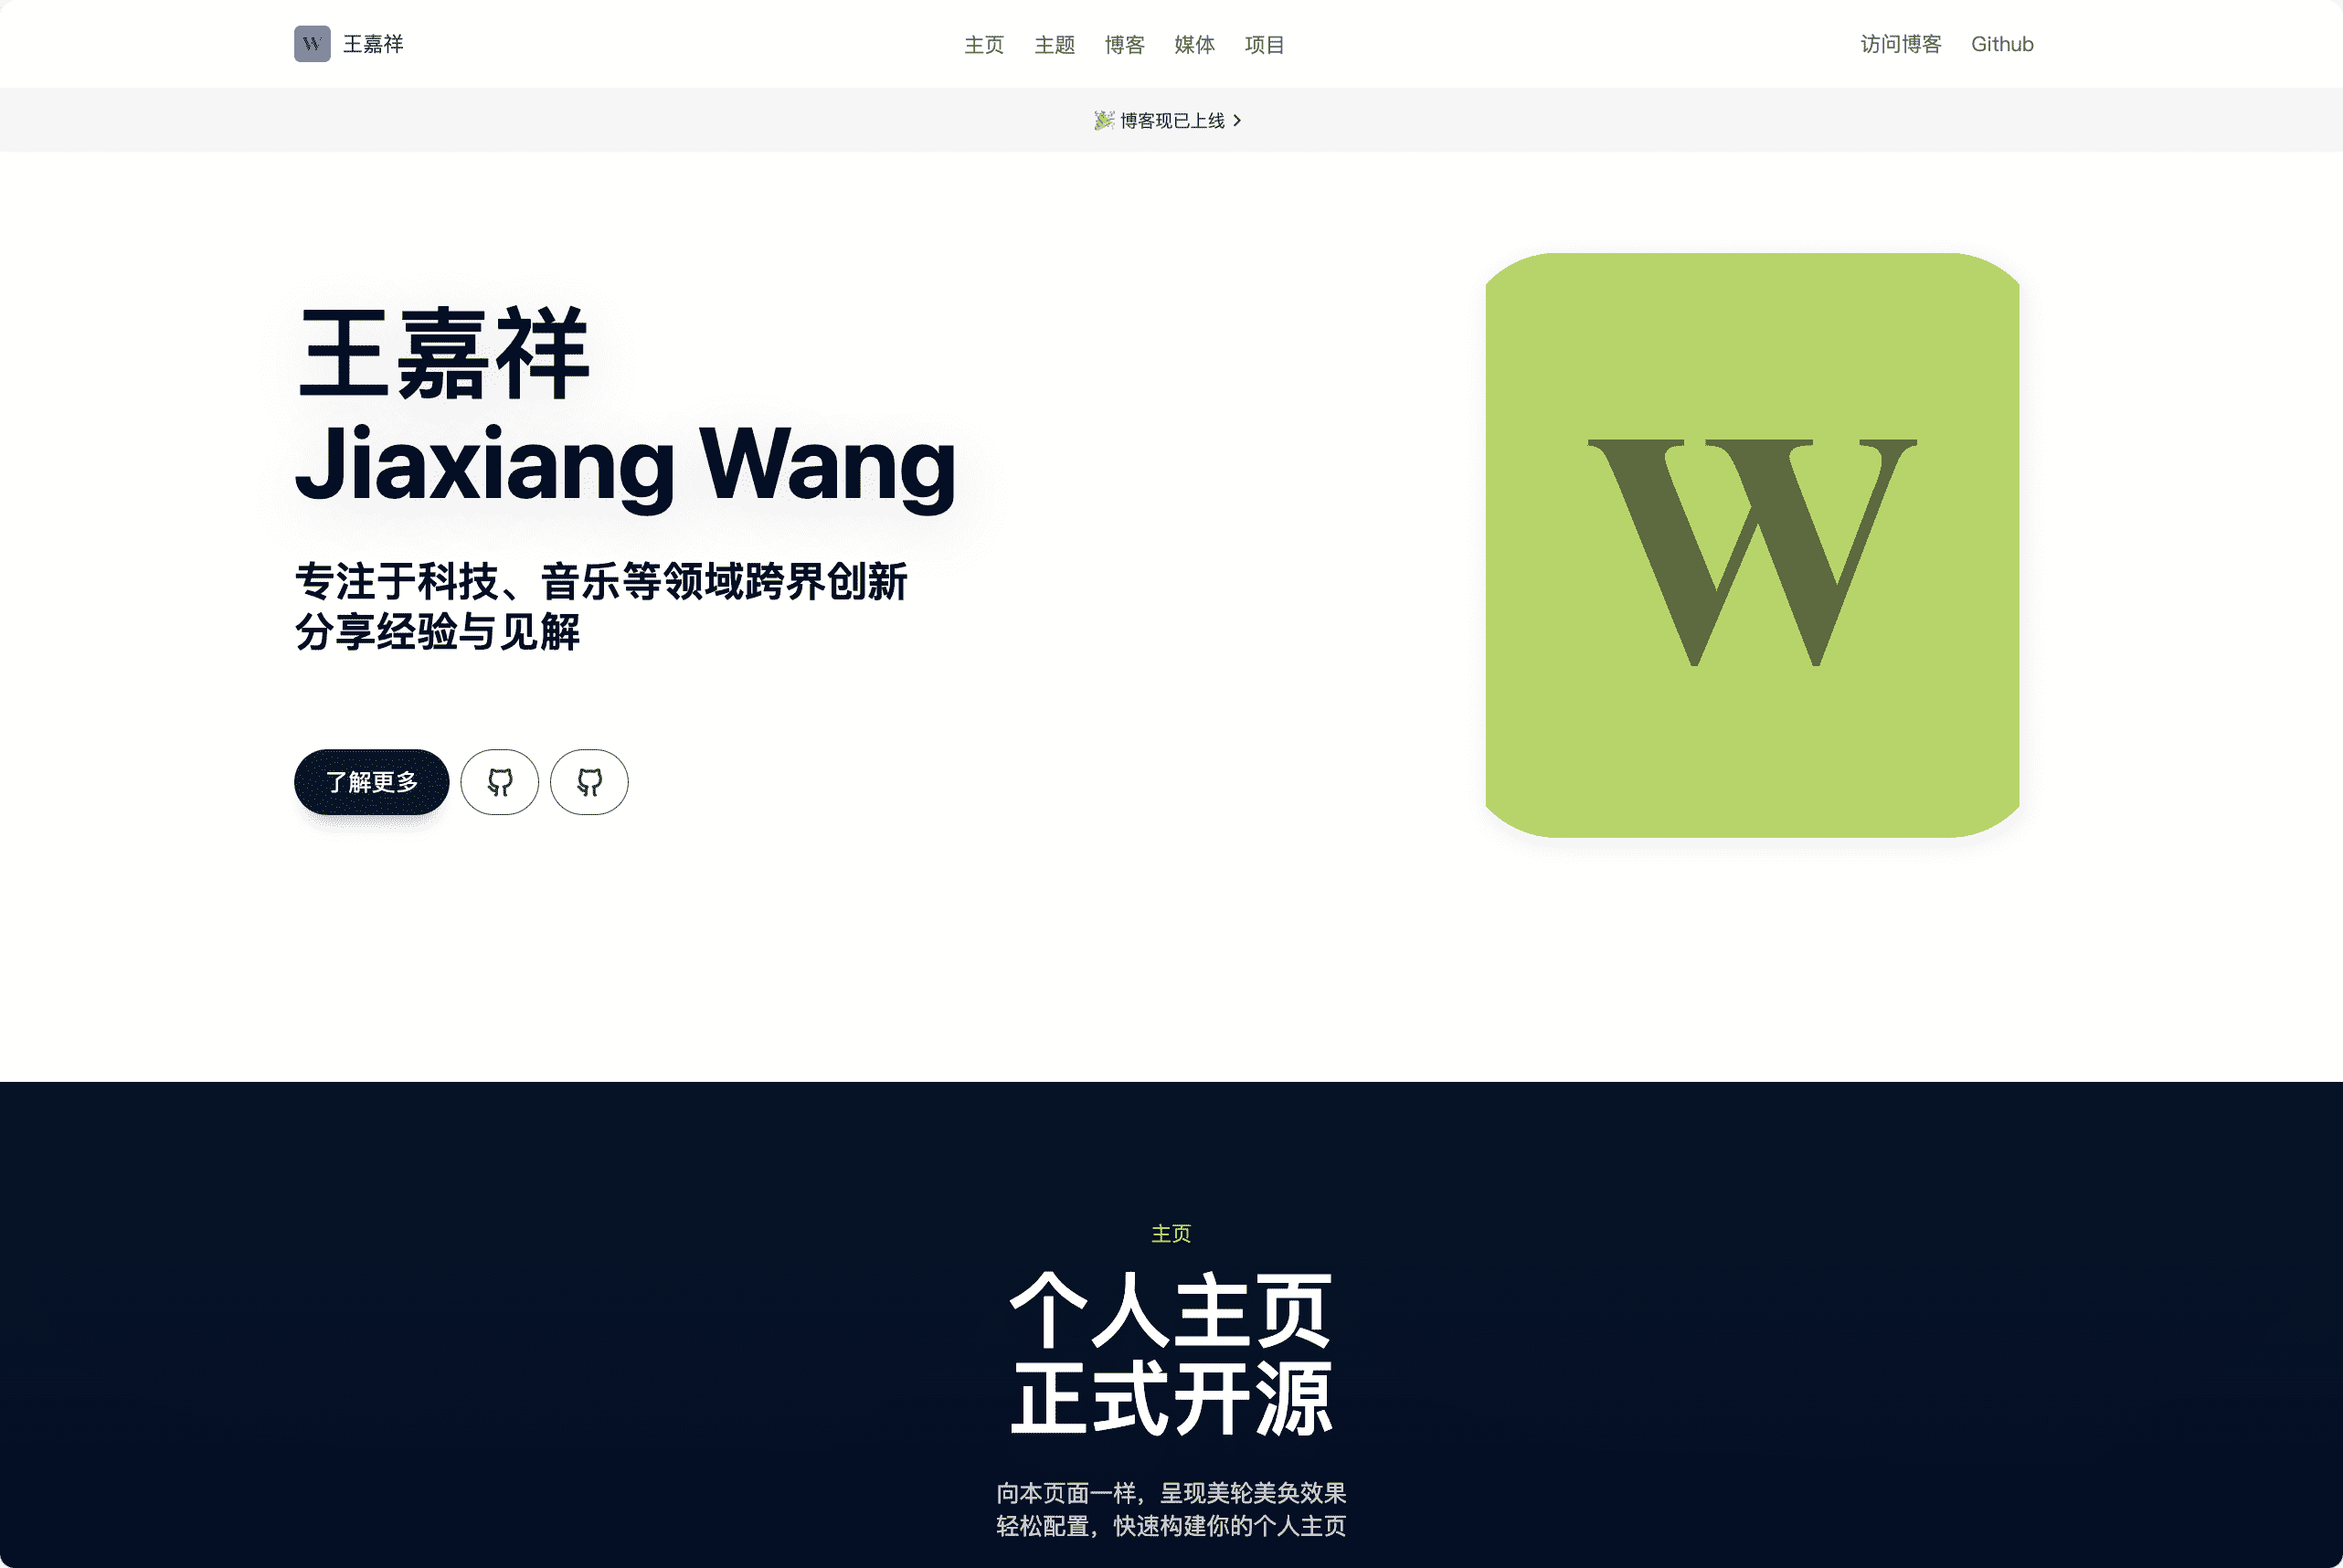 W 王嘉祥
主页 主题 博客 媒体 项目
访问博客 Github
🎉 博客现已上线 >
王嘉祥
Jiaxiang Wang
专注于科技、音乐等领域跨界创新
分享经验与见解
了解更多
W
主页
个人主页
正式开源
向本页面一样，呈现美轮美奂效果
轻松配置，快速构建你的个人主页